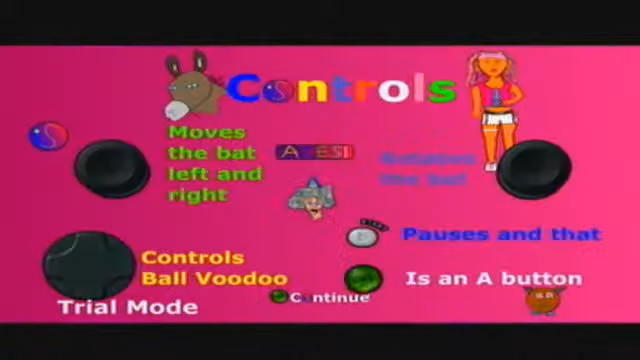 Controls
Moves
the bat
left and
right
Rotates
the bat
START
Pauses and that
Controls
Ball Voodoo
Is an A button
Continue
Trial Mode